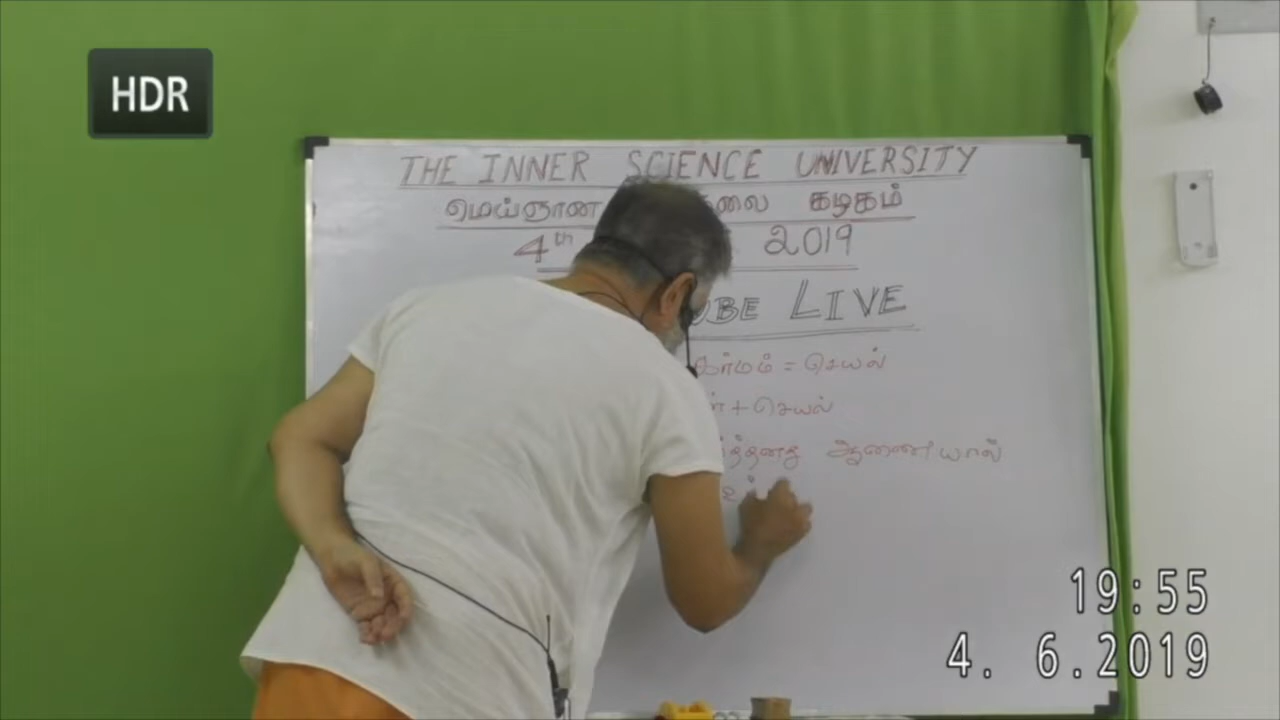 HDR
THE INNER SCIENCE UNIVERSITY
மெய்ஞான கலை கழகம்
4th 2019
UBE LIVE
கர்மம் = செயல்
+ செயல்
ஆணையால்
19:55
4. 6.2019